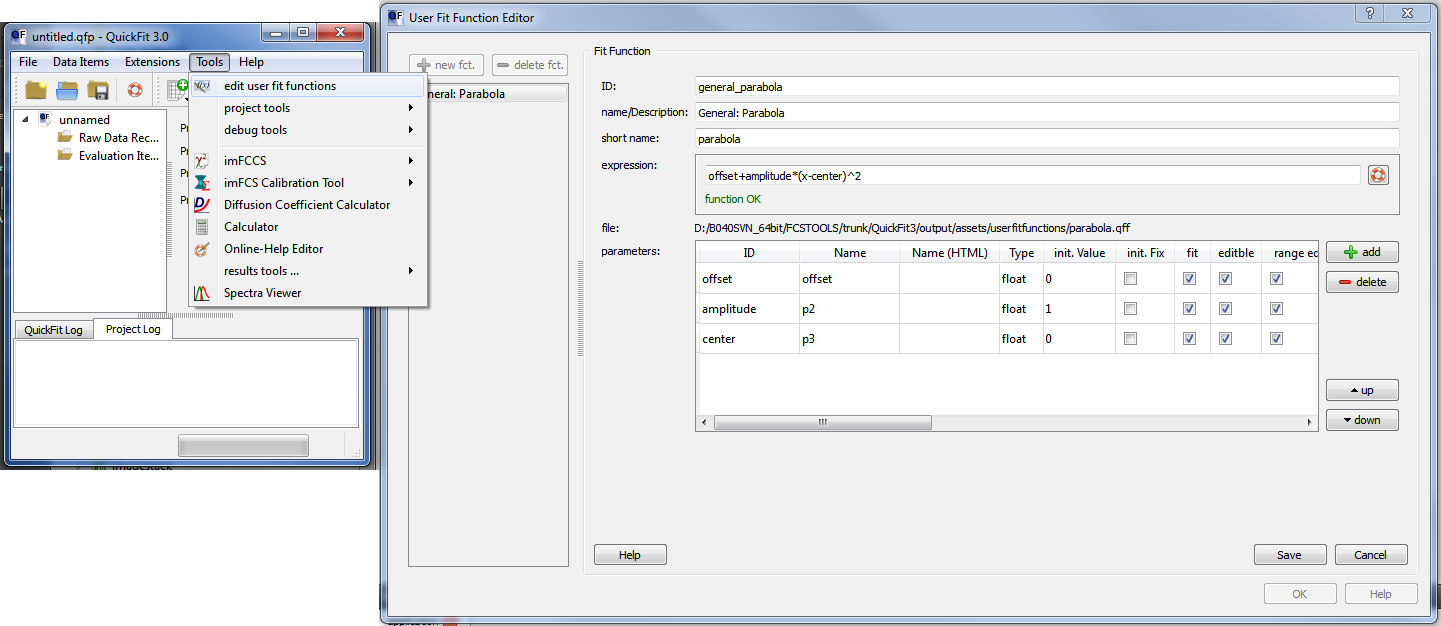 untitled.qfp - QuickFit 3.0
File Data Items Extensions Tools Help
unnamed
Raw Data Rec...
Evaluation Ite...
edit user fit functions
project tools
debug tools
imFCCS
imFCS Calibration Tool
Diffusion Coefficient Calculator
Calculator
Online-Help Editor
results tools ...
Spectra Viewer
QuickFit Log Project Log
User Fit Function Editor
new fct. delete fct.
neral: Parabola
Fit Function
ID: general_parabola
name/Description: General: Parabola
short name: parabola
expression: offset+amplitude*(x-center)^2
function OK
file: D:/B040SVN_64bit/FCSTOOLS/trunk/QuickFit3/output/assets/userfitfunctions/parabola.qff
parameters:
ID Name Name (HTML) Type init. Value init. Fix fit editble range ed
offset offset float 0
amplitude p2 float 1
center p3 float 0
add
delete
up
down
Help Save Cancel
OK Help